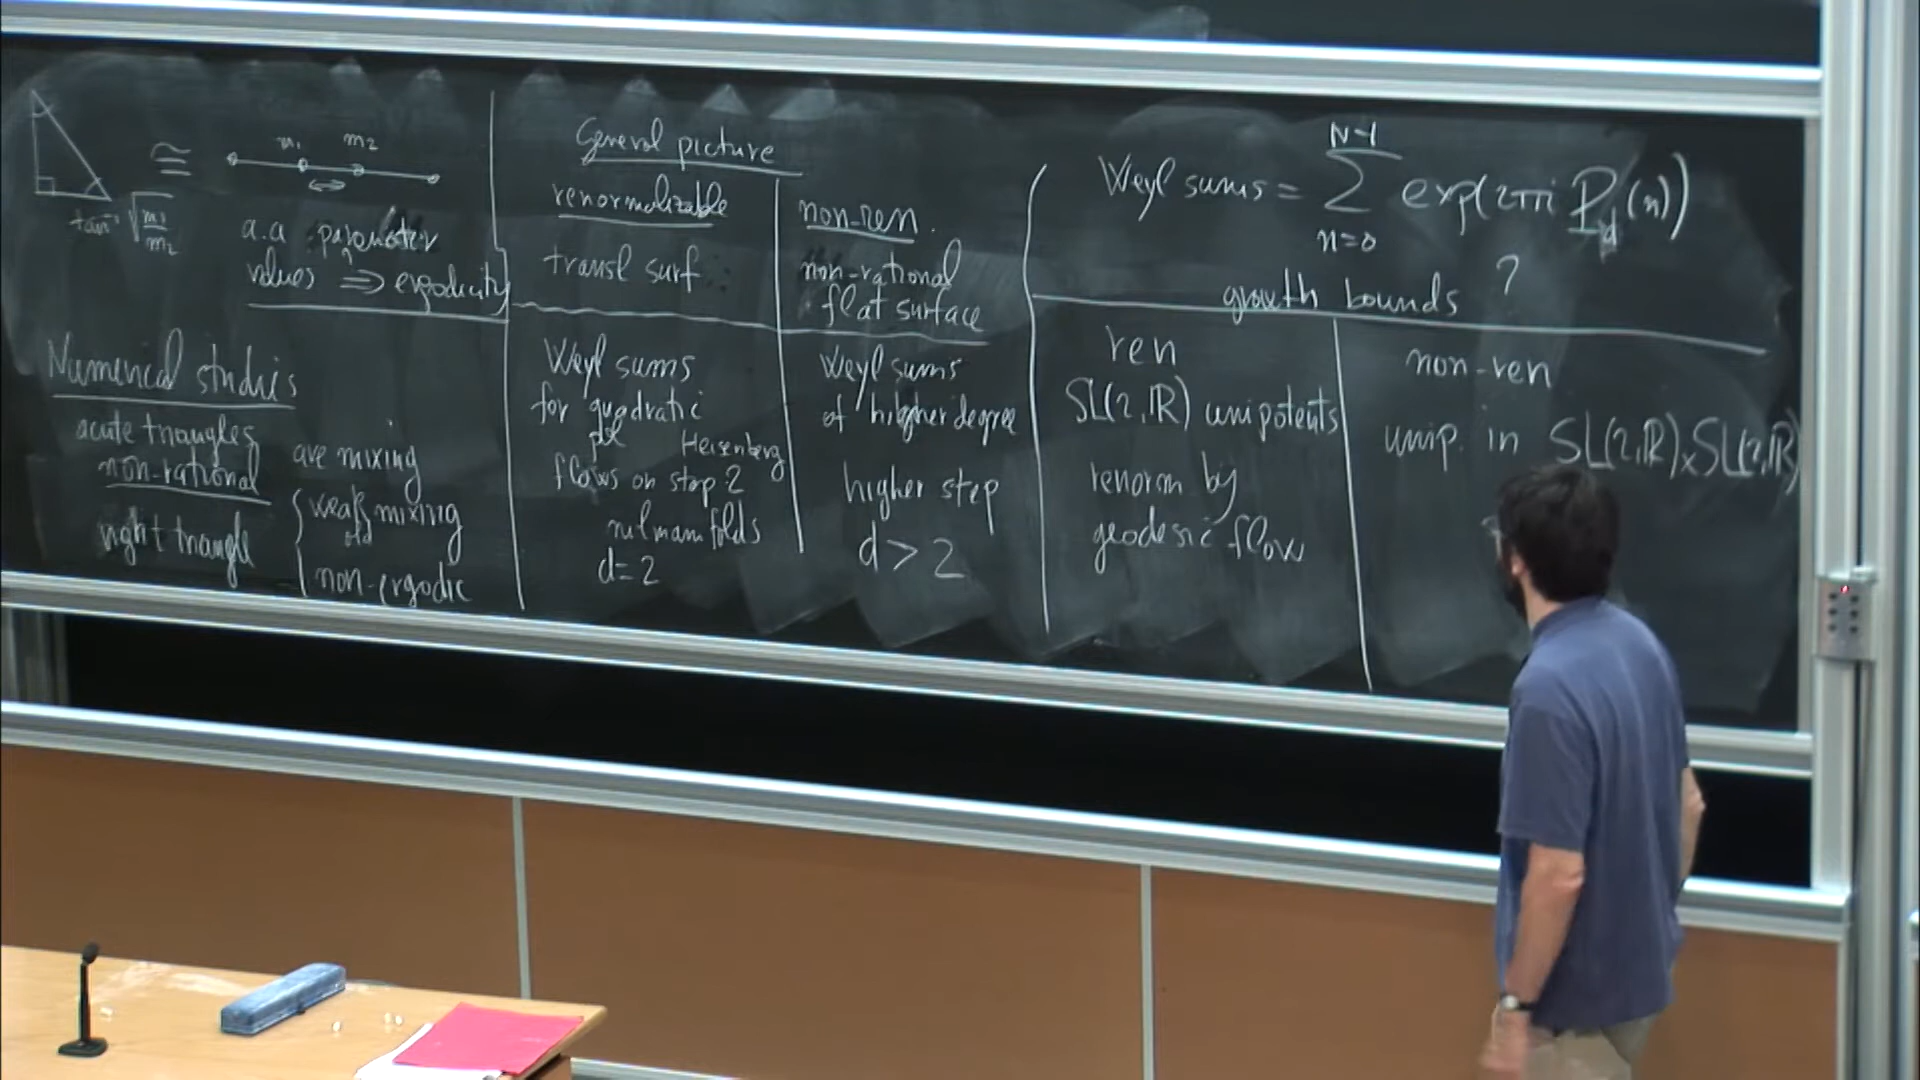 ≅ m₁ m₂
tan⁻¹ √(m₁/m₂)
a.a parameter
values ⇒ ergodicity
Numerical studies
acute triangles
non-rational
are mixing
right triangle
weak mixing
old
non-ergodic
General picture
renormalizable
transl surf
non-ren.
non-rational
flat surface
Weyl sums
for quadratic
Heisenberg
flows on step 2
nilmanifolds
d=2
Weyl sums
of higher degree
higher step
d > 2
Weyl sums = ∑_{n=0}^{N-1} exp(2πi P_d(n))
growth bounds ?
ren
SL(2,ℝ) unipotents
renorm by
geodesic flow
non-ren
unip. in SL(2,ℝ)×SL(2,ℝ)